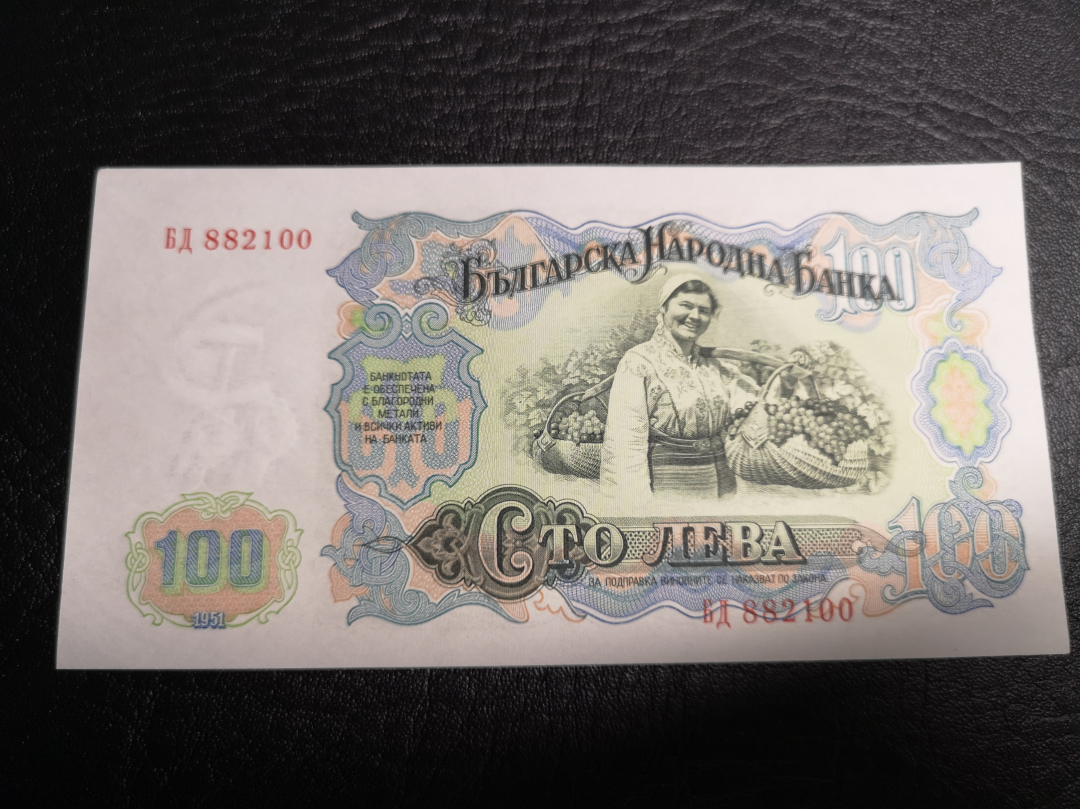 БД 882100
БЪЛГАРСКА НАРОДНА БАНКА
100
БАНКНОТАТА
Е ОБЕЗПЕЧЕНА
С БЛАГОРОДНИ
МЕТАЛИ
И ВСИЧКИ АКТИВИ
НА БАНКАТА
СТО
100
1951
СТО ЛЕВА
100
ЗА ПОДПРАВКА ВИНОВНИТЕ СЕ НАКАЗВАТ ПО ЗАКОНА
БД 882100